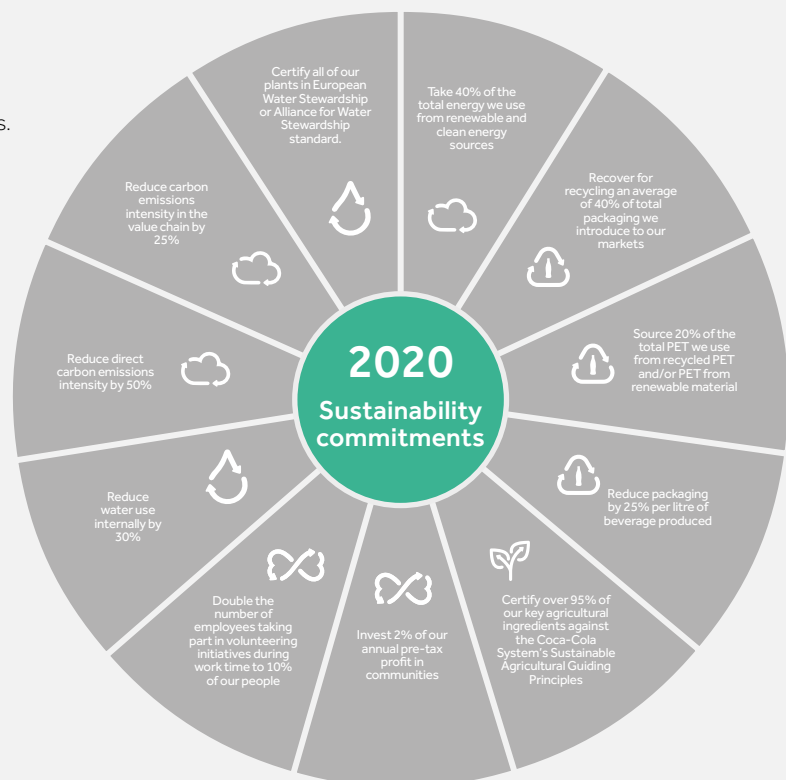 s.
Certify all of our
plants in European
Water Stewardship
or Alliance for Water
Stewardship
standard.
Take 40% of the
total energy we use
from renewable and
clean energy
sources
Recover for
recycling an average
of 40% of total
packaging we
introduce to our
markets
Source 20% of the
total PET we use
from recycled PET
and/or PET from
renewable material
Reduce packaging
by 25% per litre of
beverage produced
Certify over 95% of
our key agricultural
ingredients against
the Coca-Cola
System's Sustainable
Agricultural Guiding
Principles
Invest 2% of our
annual pre-tax
profit in
communities
Double the
number of
employees taking
part in volunteering
initiatives during
work time to 10%
of our people
Reduce
water use
internally by
30%
Reduce direct
carbon emissions
intensity by 50%
Reduce carbon
emissions
intensity in the
value chain by
25%
2020
Sustainability
commitments